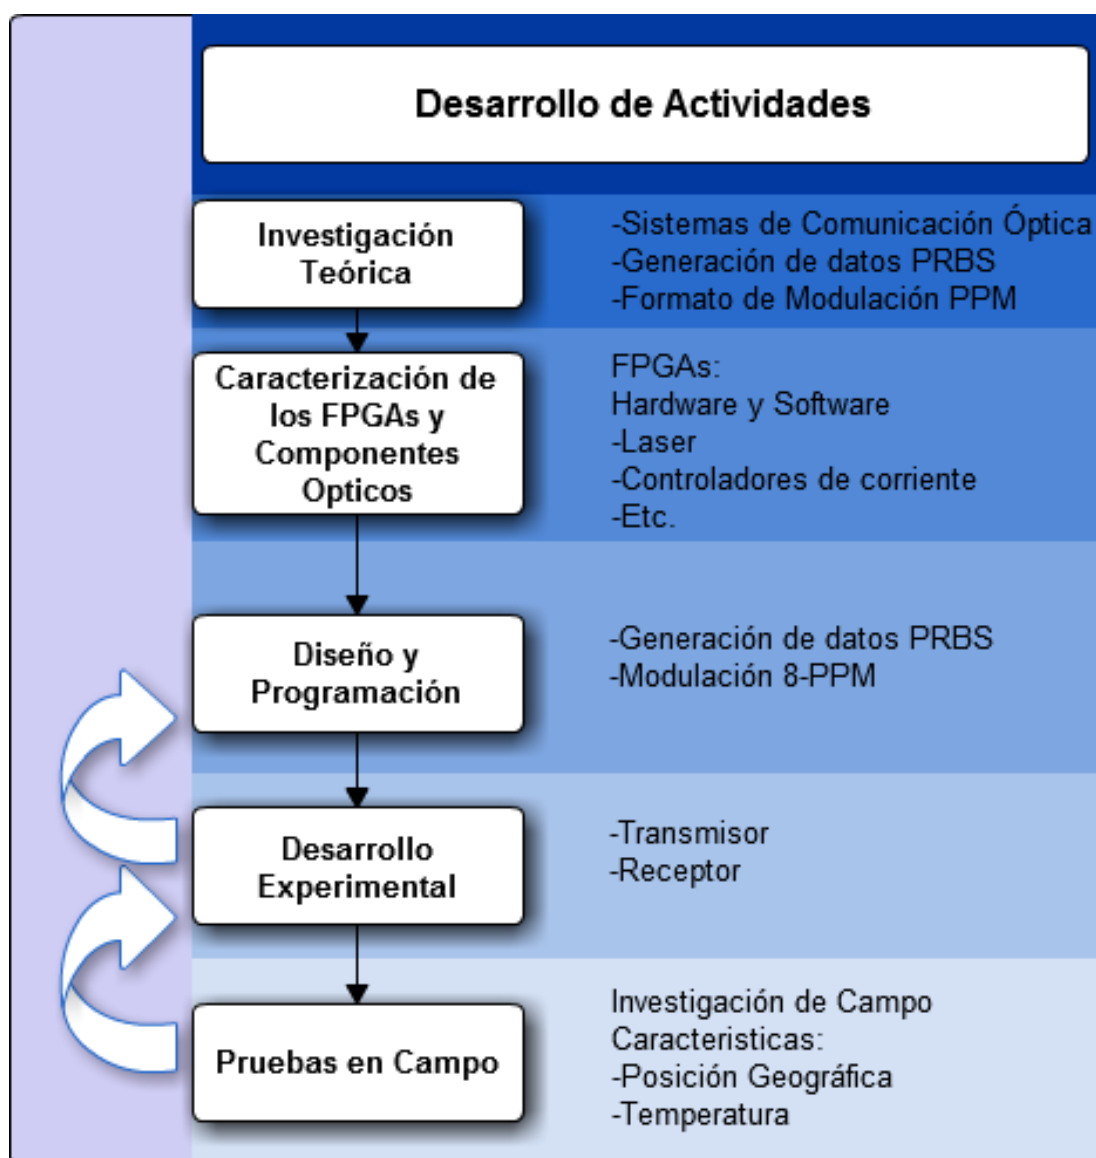 Desarrollo de Actividades
Investigación
Teórica
-Sistemas de Comunicación Óptica
-Generación de datos PRBS
-Formato de Modulación PPM
Caracterización de
los FPGAs y
Componentes
Opticos
FPGAs:
Hardware y Software
-Laser
-Controladores de corriente
-Etc.
Diseño y
Programación
-Generación de datos PRBS
-Modulación 8-PPM
Desarrollo
Experimental
-Transmisor
-Receptor
Pruebas en Campo
Investigación de Campo
Caracteristicas:
-Posición Geográfica
-Temperatura